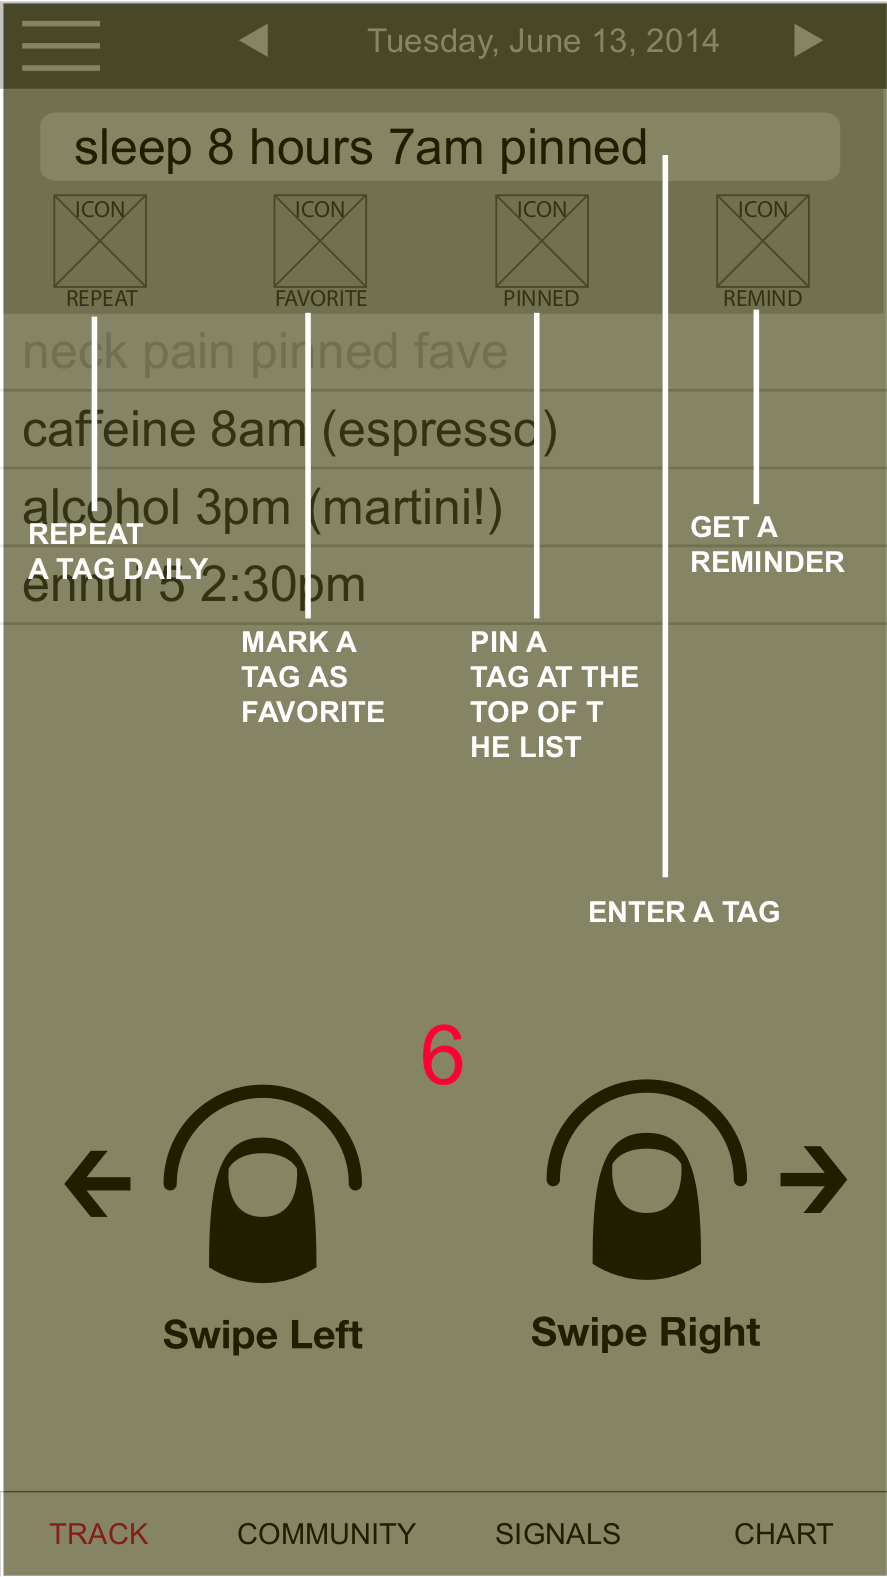 Tuesday, June 13, 2014
sleep 8 hours 7am pinned
ICON ICON ICON ICON
REPEAT FAVORITE PINNED REMIND
neck pain pinned fave
caffeine 8am (espresso)
alcohol 3pm (martini!)
REPEAT
A TAG DAILY
GET A
REMINDER
ennui 5 2:30pm
MARK A
TAG AS
FAVORITE
PIN A
TAG AT THE
TOP OF T
HE LIST
ENTER A TAG
6
Swipe Left
Swipe Right
TRACK COMMUNITY SIGNALS CHART